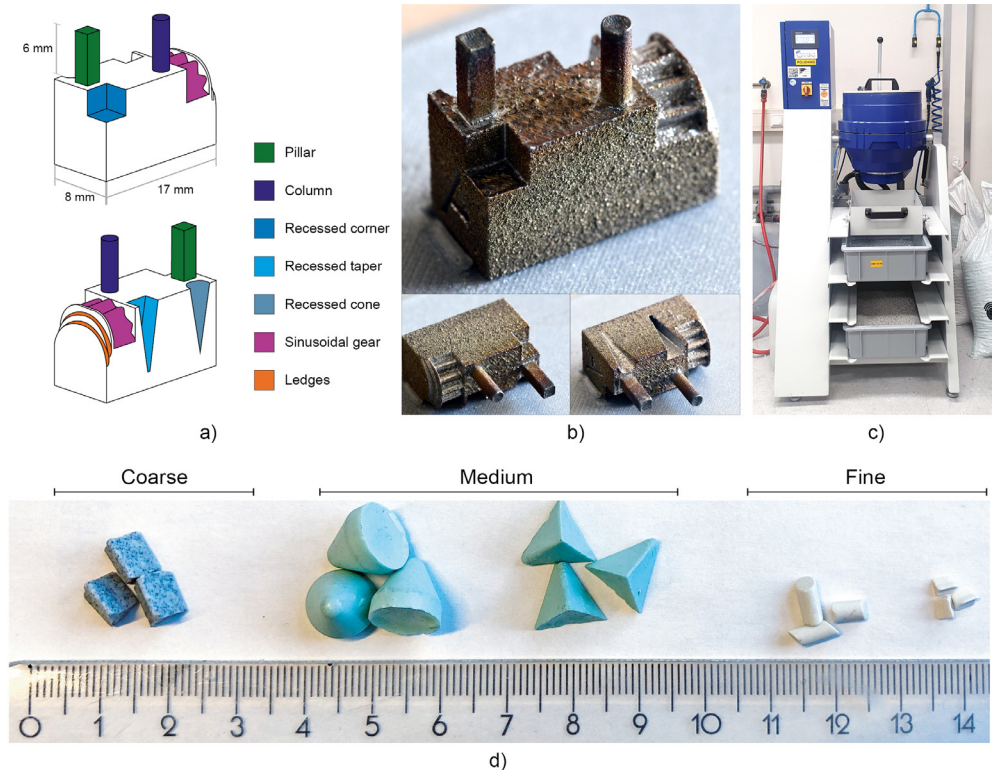 6 mm
8 mm
17 mm
Pillar
Column
Recessed corner
Recessed taper
Recessed cone
Sinusoidal gear
Ledges
a)
b)
POLISHING
c)
Coarse
Medium
Fine
0 1 2 3 4 5 6 7 8 9 10 11 12 13 14
d)